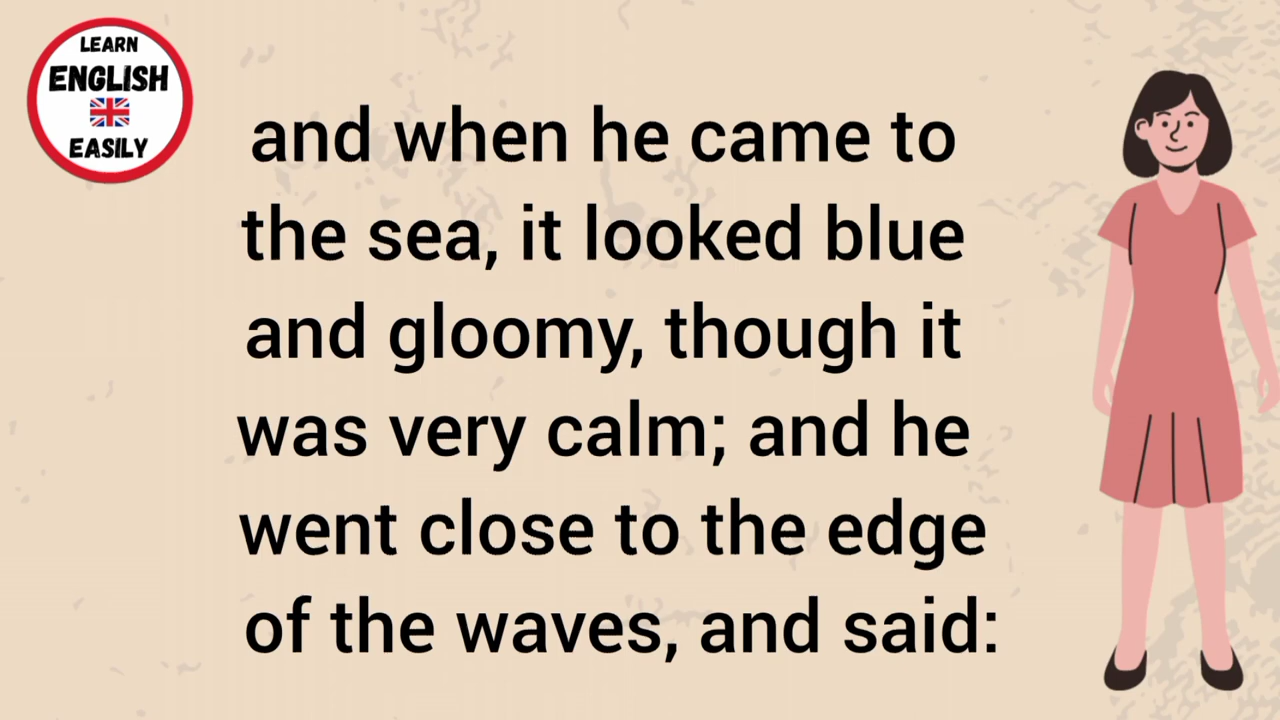 LEARN
ENGLISH
EASILY
and when he came to
the sea, it looked blue
and gloomy, though it
was very calm; and he
went close to the edge
of the waves, and said: